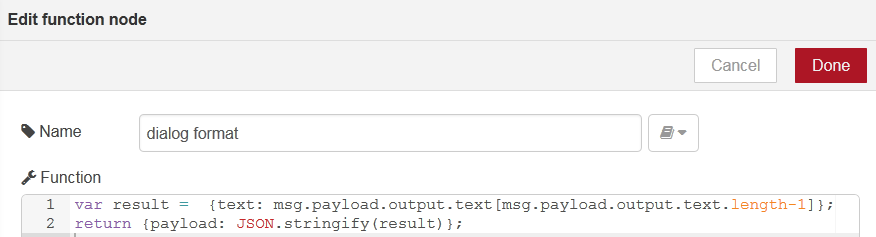 Edit function node
Cancel
Done
Name
dialog format
Function
1 var result =  {text: msg.payload.output.text[msg.payload.output.text.length-1]};
2 return {payload: JSON.stringify(result)};